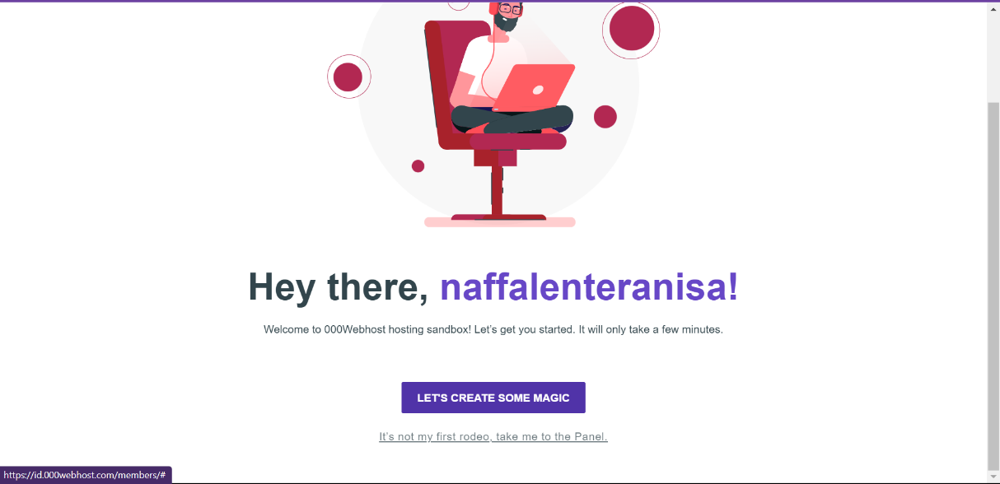 Hey there, naffalenteranisa!
Welcome to 000Webhost hosting sandbox! Let's get you started. It will only take a few minutes.
LET'S CREATE SOME MAGIC
It's not my first rodeo, take me to the Panel.
https://id.000webhost.com/members/#